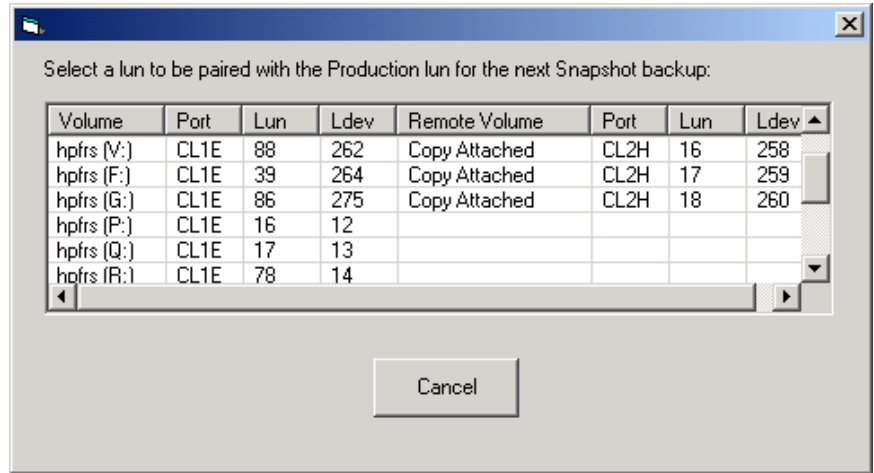 Select a lun to be paired with the Production lun for the next Snapshot backup:
Volume Port Lun Ldev Remote Volume Port Lun Ldev
hpfrs (V:) CL1E 88 262 Copy Attached CL2H 16 258
hpfrs (F:) CL1E 39 264 Copy Attached CL2H 17 259
hpfrs (G:) CL1E 86 275 Copy Attached CL2H 18 260
hpfrs (P:) CL1E 16 12
hpfrs (Q:) CL1E 17 13
hpfrs (R:) CL1E 78 14
Cancel